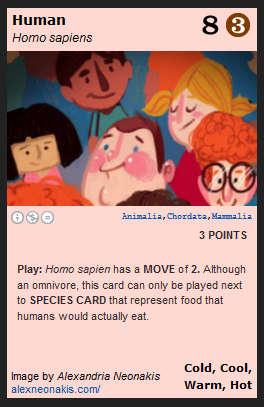 Human 8 3
Homo sapiens
Animalia,Chordata,Mammalia
3 POINTS
Play: Homo sapien has a MOVE of 2. Although
an omnivore, this card can only be played next
to SPECIES CARD that represent food that
humans would actually eat.
Cold, Cool,
Warm, Hot
Image by Alexandria Neonakis
alexneonakis.com/